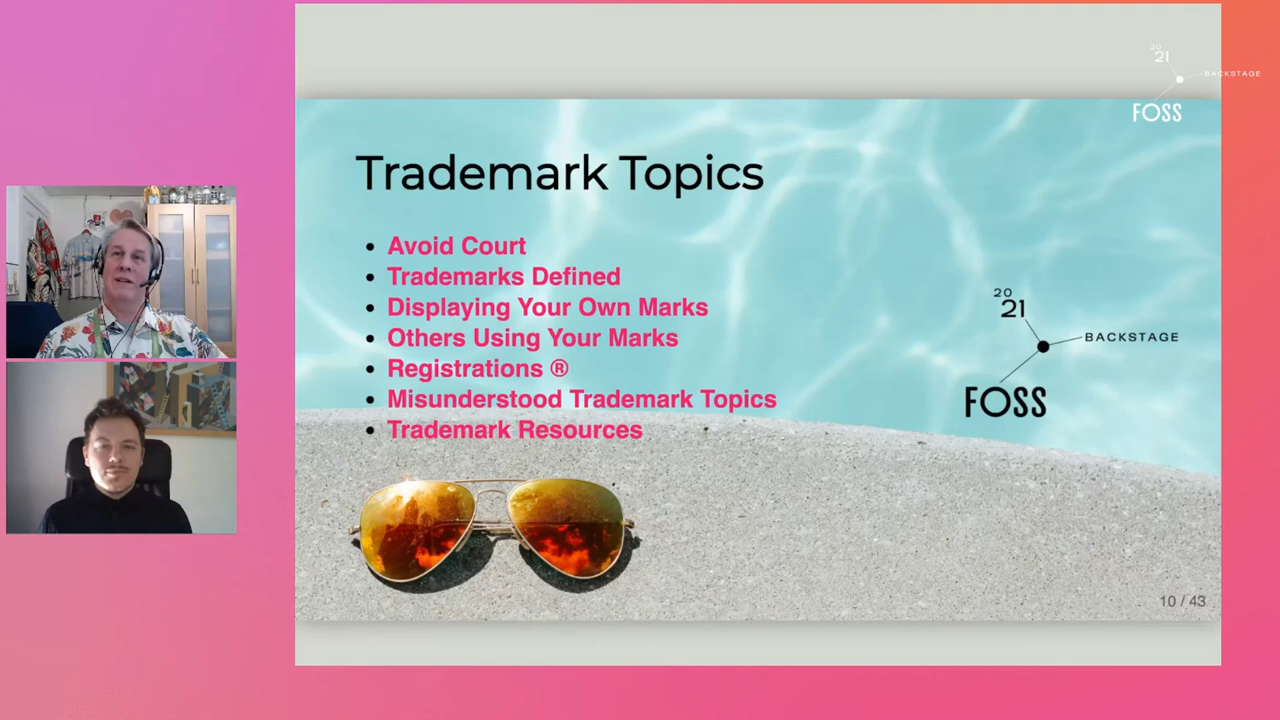 20
21
BACKSTAGE
FOSS
Trademark Topics
Avoid Court
Trademarks Defined
Displaying Your Own Marks
Others Using Your Marks
Registrations ®
Misunderstood Trademark Topics
Trademark Resources
20
21
BACKSTAGE
FOSS
10 / 43